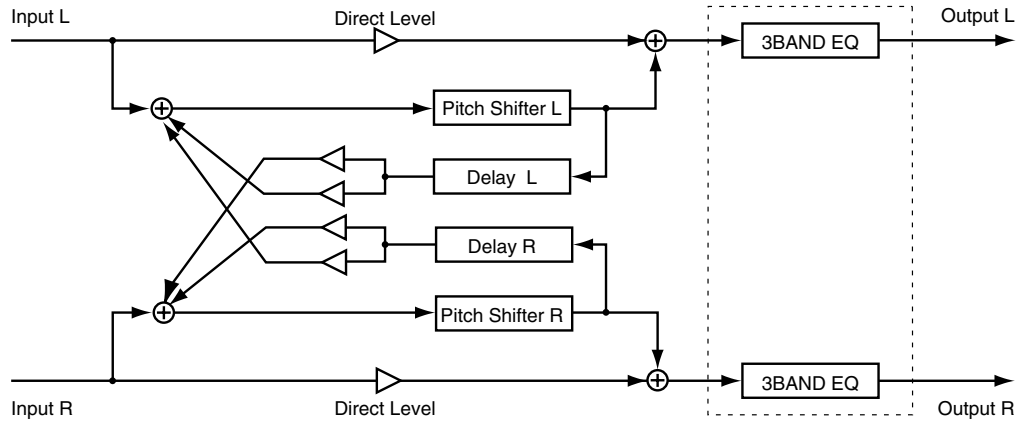 Input L
Direct Level
Output L
3BAND EQ
Pitch Shifter L
Delay L
Delay R
Pitch Shifter R
3BAND EQ
Input R
Direct Level
Output R